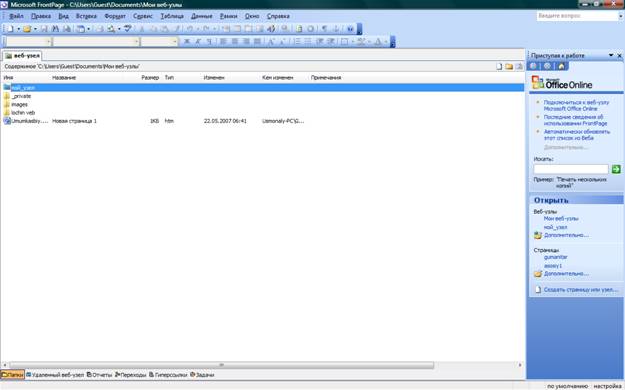 Microsoft FrontPage - C:\Users\Guest\Documents\Мои веб-узлы
Файл Правка Вид Вставка Формат Сервис Таблица Данные Рамки Окно Справка
Введите вопрос
веб-узел
Содержимое 'C:\Users\Guest\Documents\Мои веб-узлы'
Имя Название Размер Тип Изменен Кем изменен Примечания
мой_узел
_private
images
lochin veb
Umumkasbiy.... Новая страница 1 1КБ htm 22.05.2007 06:41 Usmonaly-PC\G...
Приступая к работе
Microsoft
Office Online
Подключиться к веб-узлу
Microsoft Office Online
Последние сведения об
использовании FrontPage
Автоматически обновлять
этот список из Веба
Дополнительно...
Искать:
Пример: "Печать нескольких
копий"
Открыть
Веб-узлы
Мои веб-узлы
мой_узел
Дополнительно...
Страницы
gumanitar
asosiy1
Дополнительно...
Создать страницу или узел...
Папки Удаленный веб-узел Отчеты Переходы Гиперссылки Задачи
по умолчанию настройка